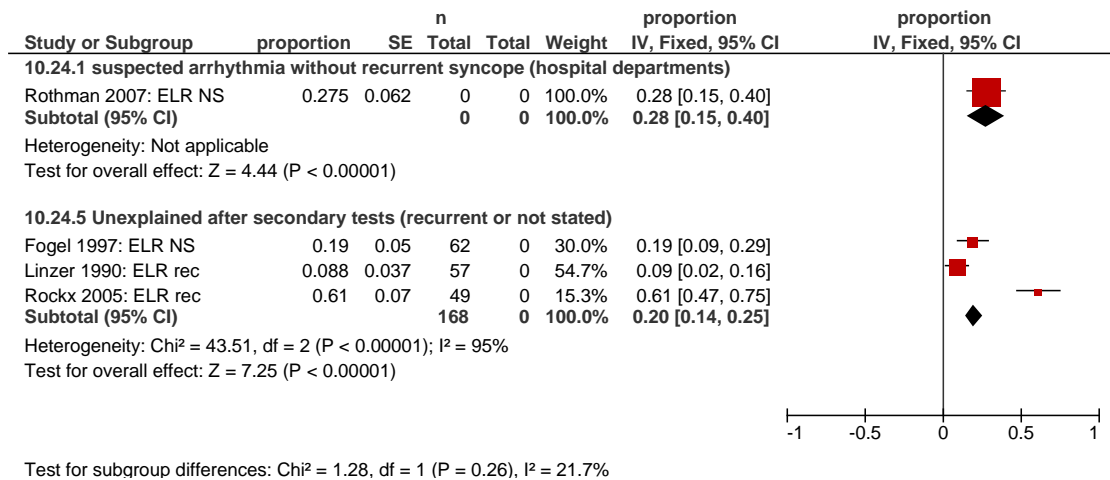 n proportion proportion
Study or Subgroup proportion SE Total Total Weight IV, Fixed, 95% CI IV, Fixed, 95% CI
10.24.1 suspected arrhythmia without recurrent syncope (hospital departments)
Rothman 2007: ELR NS 0.275 0.062 0 0 100.0% 0.28 [0.15, 0.40]
Subtotal (95% CI) 0 0 100.0% 0.28 [0.15, 0.40]
Heterogeneity: Not applicable
Test for overall effect: Z = 4.44 (P < 0.00001)
10.24.5 Unexplained after secondary tests (recurrent or not stated)
Fogel 1997: ELR NS 0.19 0.05 62 0 30.0% 0.19 [0.09, 0.29]
Linzer 1990: ELR rec 0.088 0.037 57 0 54.7% 0.09 [0.02, 0.16]
Rockx 2005: ELR rec 0.61 0.07 49 0 15.3% 0.61 [0.47, 0.75]
Subtotal (95% CI) 168 0 100.0% 0.20 [0.14, 0.25]
Heterogeneity: Chi² = 43.51, df = 2 (P < 0.00001); I² = 95%
Test for overall effect: Z = 7.25 (P < 0.00001)
-1 -0.5 0 0.5 1
Test for subgroup differences: Chi² = 1.28, df = 1 (P = 0.26), I² = 21.7%